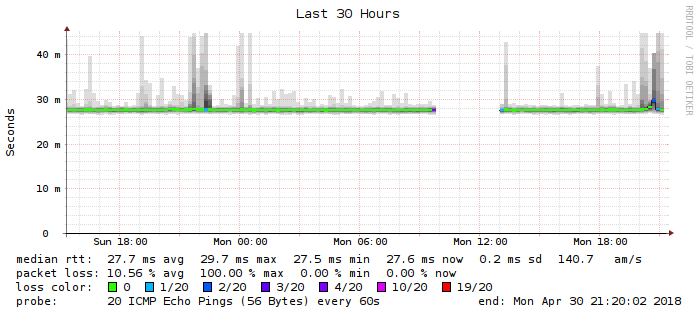 Last 30 Hours
RRDTOOL / TOBI OETIKER
Seconds
40 m
30 m
20 m
10 m
0
Sun 18:00 Mon 00:00 Mon 06:00 Mon 12:00 Mon 18:00
median rtt: 27.7 ms avg 29.7 ms max 27.5 ms min 27.6 ms now 0.2 ms sd 140.7 am/s
packet loss: 10.56 % avg 100.00 % max 0.00 % min 0.00 % now
loss color: 0 1/20 2/20 3/20 4/20 10/20 19/20
probe: 20 ICMP Echo Pings (56 Bytes) every 60s end: Mon Apr 30 21:20:02 2018